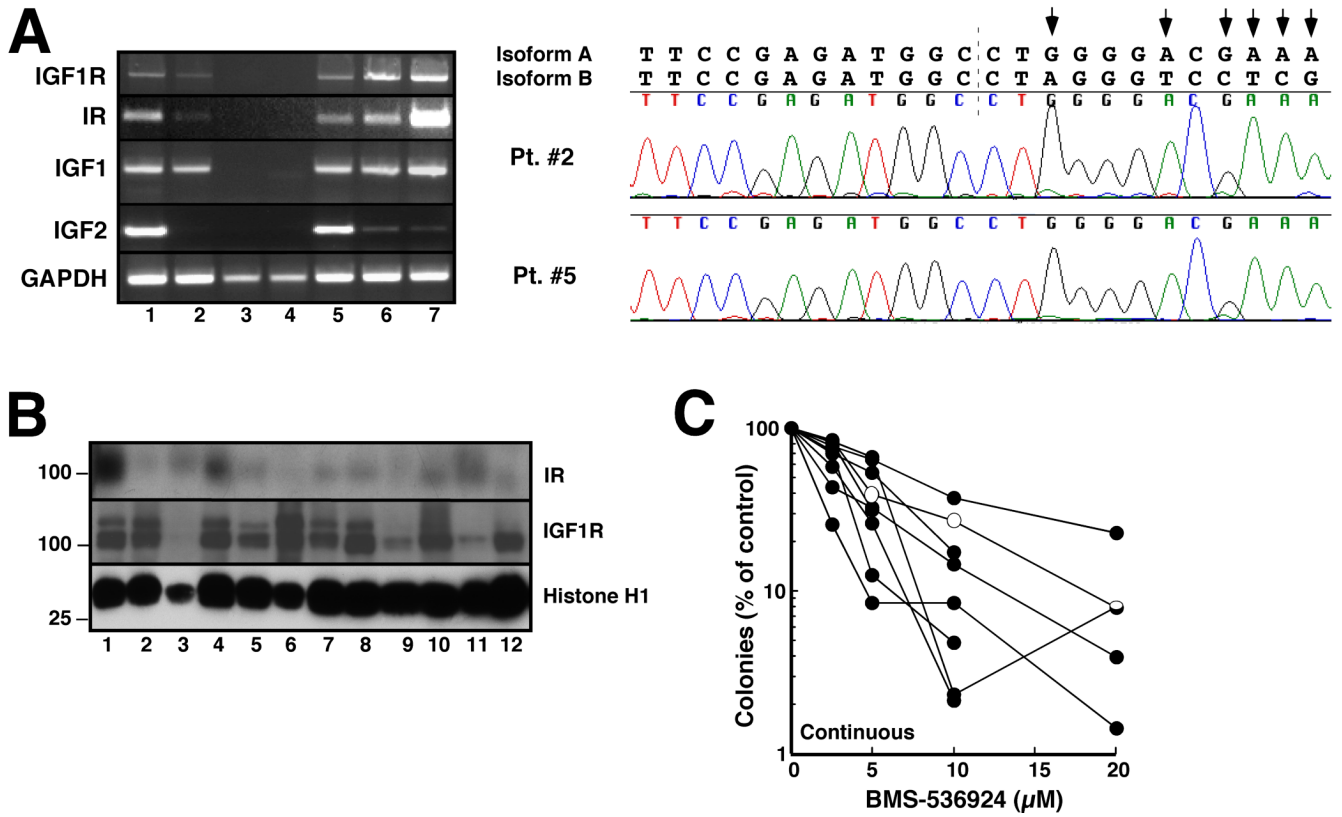 A
IGF1R
IR
IGF1
IGF2
GAPDH
1 2 3 4 5 6 7
Isoform A T T C C G A G A T G G C C T G G G G A C G A A A
Isoform B T T C C G A G A T G G C C T A G G G T C C T C G
T T C C G A G A T G G C C T G G G G A C G A A A
Pt. #2
T T C C G A G A T G G C C T G G G G A C G A A A
Pt. #5
B
100
IR
100
IGF1R
25
Histone H1
1 2 3 4 5 6 7 8 9 10 11 12
C
Colonies (% of control)
100
10
1
Continuous
0 5 10 15 20
BMS-536924 (µM)